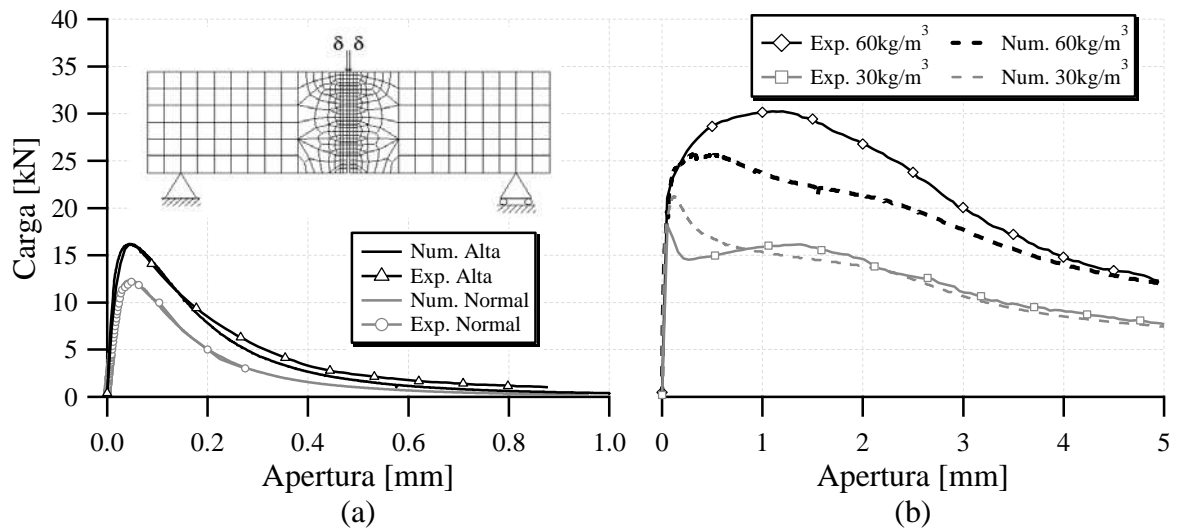 40
35
30
25
20
15
10
5
0
Carga [kN]
δ δ
Num. Alta
Exp. Alta
Num. Normal
Exp. Normal
0.0 0.2 0.4 0.6 0.8 1.0
Apertura [mm]
(a)
Exp. 60kg/m³ Num. 60kg/m³
Exp. 30kg/m³ Num. 30kg/m³
0 1 2 3 4 5
Apertura [mm]
(b)